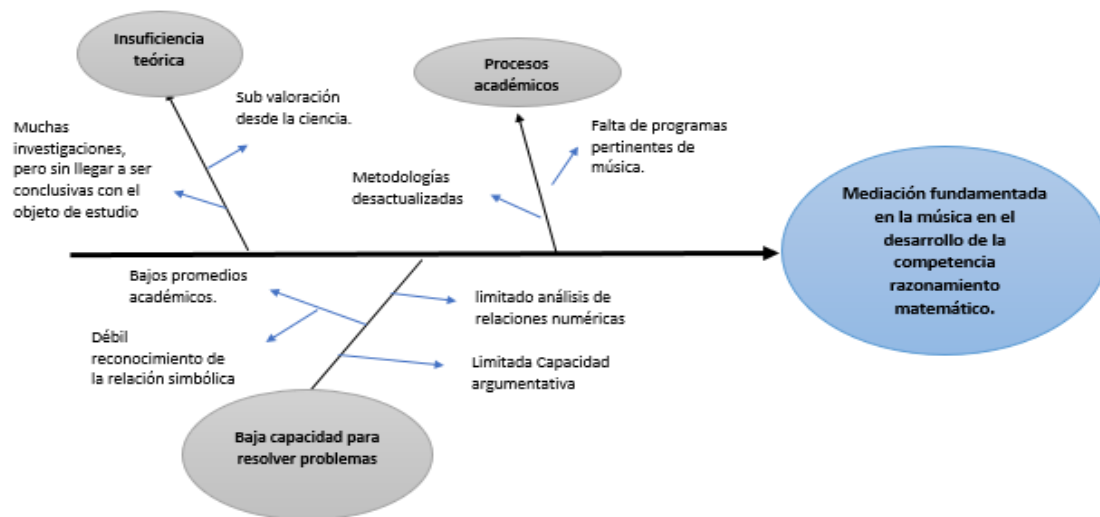 Insuficiencia
teórica
Procesos
académicos
Sub valoración
desde la ciencia.
Muchas
investigaciones,
pero sin llegar a ser
conclusivas con el
objeto de estudio
Falta de programas
pertinentes de
música.
Metodologías
desactualizadas
Mediación fundamentada
en la música en el
desarrollo de la
competencia
razonamiento
matemático.
Bajos promedios
académicos.
limitado análisis de
relaciones numéricas
Débil
reconocimiento de
la relación simbólica
Limitada Capacidad
argumentativa
Baja capacidad para
resolver problemas